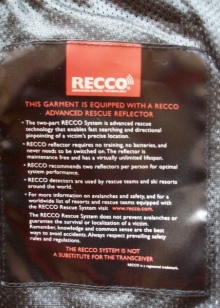 RECCO
ADVANCED RESCUE TECHNOLOGY
THIS GARMENT IS EQUIPPED WITH A RECCO
ADVANCED RESCUE REFLECTOR
• The two-part RECCO System is advanced rescue
technology that enables fast searching and directional
pinpointing of a victim's precise location.
• RECCO reflector requires no training, no batteries, and
never needs to be switched on. The reflector is
maintenance free and has a virtually unlimited lifespan.
• RECCO recommends two reflectors per person for optimal
system performance.
• RECCO detectors are used by rescue teams and ski resorts
around the world.
• For more information on avalanches and safety, and for a
worldwide list of resorts and rescue teams equipped with
the RECCO Rescue System visit www.recco.com.
The RECCO Rescue System does not prevent avalanches or
guarantee the survival or localisation of a victim.
Remember, knowledge and common sense are the best
ways to avoid accidents. Always respect prevailing safety
rules and regulations.
THE RECCO SYSTEM IS NOT
A SUBSTITUTE FOR THE TRANSCEIVER
RECCO is a registered trademark.